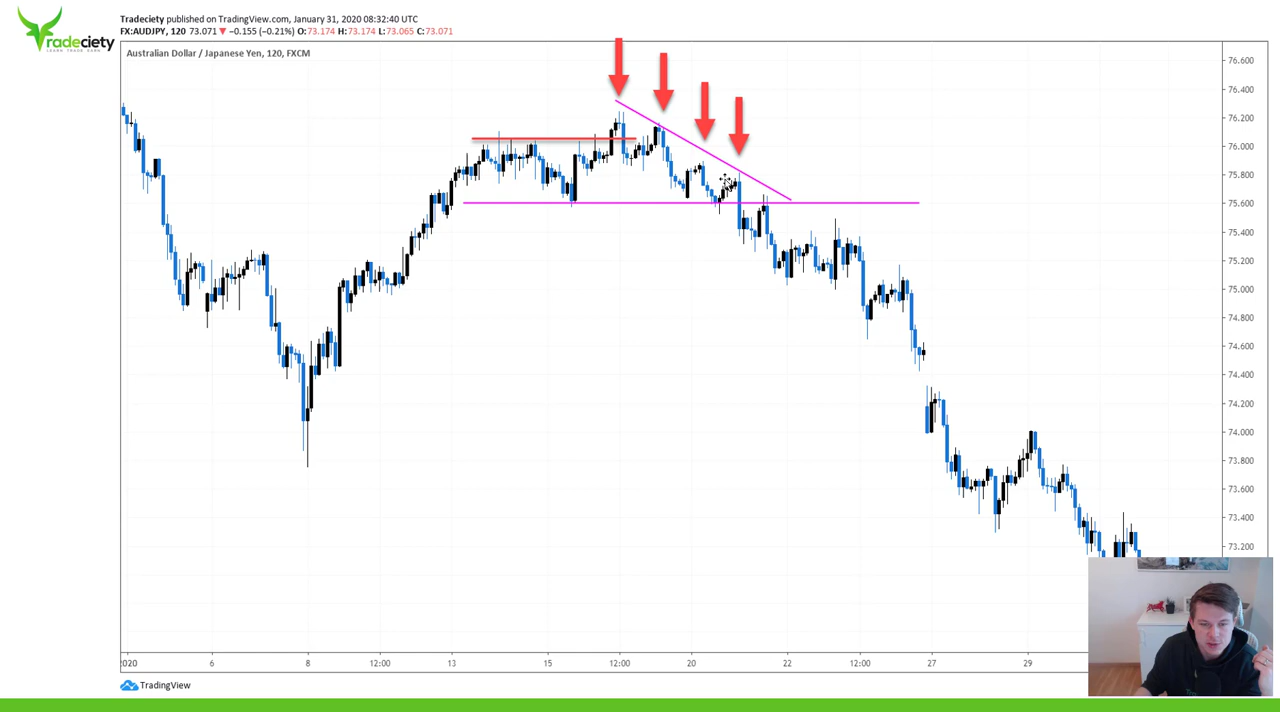 Tradeciety
LEARN TRADE EARN
Tradeciety published on TradingView.com, January 31, 2020 08:32:40 UTC
FX:AUDJPY, 120 73.071 ▼ −0.155 (−0.21%) O:73.174 H:73.174 L:73.065 C:73.071
Australian Dollar / Japanese Yen, 120, FXCM
76.600
76.400
76.200
76.000
75.800
75.600
75.400
75.200
75.000
74.800
74.600
74.400
74.200
74.000
73.800
73.600
73.400
73.200
2020 6 8 12:00 13 15 12:00 20 22 12:00 27 29
TradingView